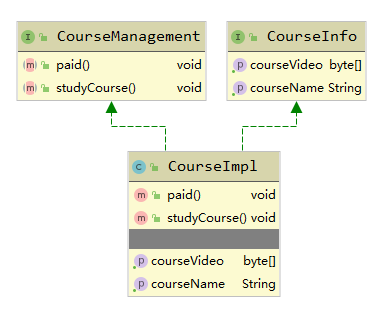 CourseManagement
paid() void
studyCourse() void
CourseInfo
courseVideo byte[]
courseName String
CourseImpl
paid() void
studyCourse() void
courseVideo byte[]
courseName String